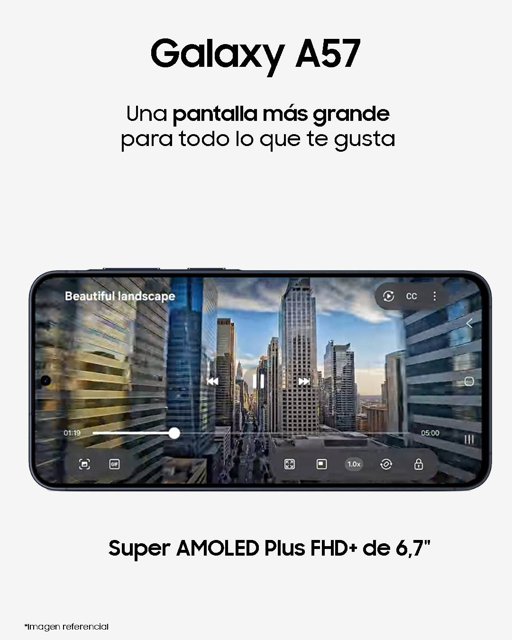 Galaxy A57
Una pantalla más grande
para todo lo que te gusta
Beautiful landscape
CC
01:19
05:00
GIF
1.0x
Super AMOLED Plus FHD+ de 6,7"
*Imagen referencial